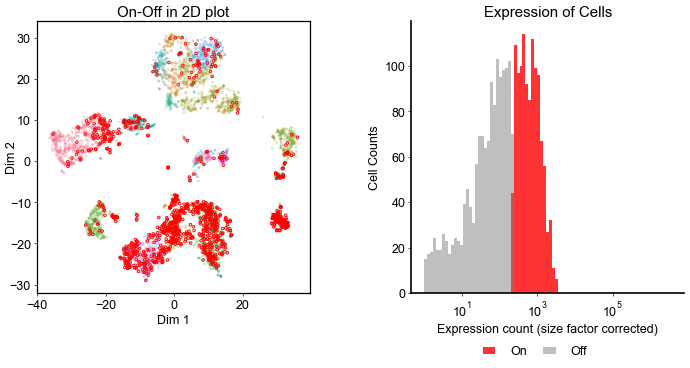 On-Off in 2D plot
30
20
10
0
−10
−20
−30
−40
−20
0
20
Dim 2
Dim 1
Expression of Cells
100
80
60
40
20
0
10^1
10^3
10^5
Cell Counts
Expression count (size factor corrected)
On
Off